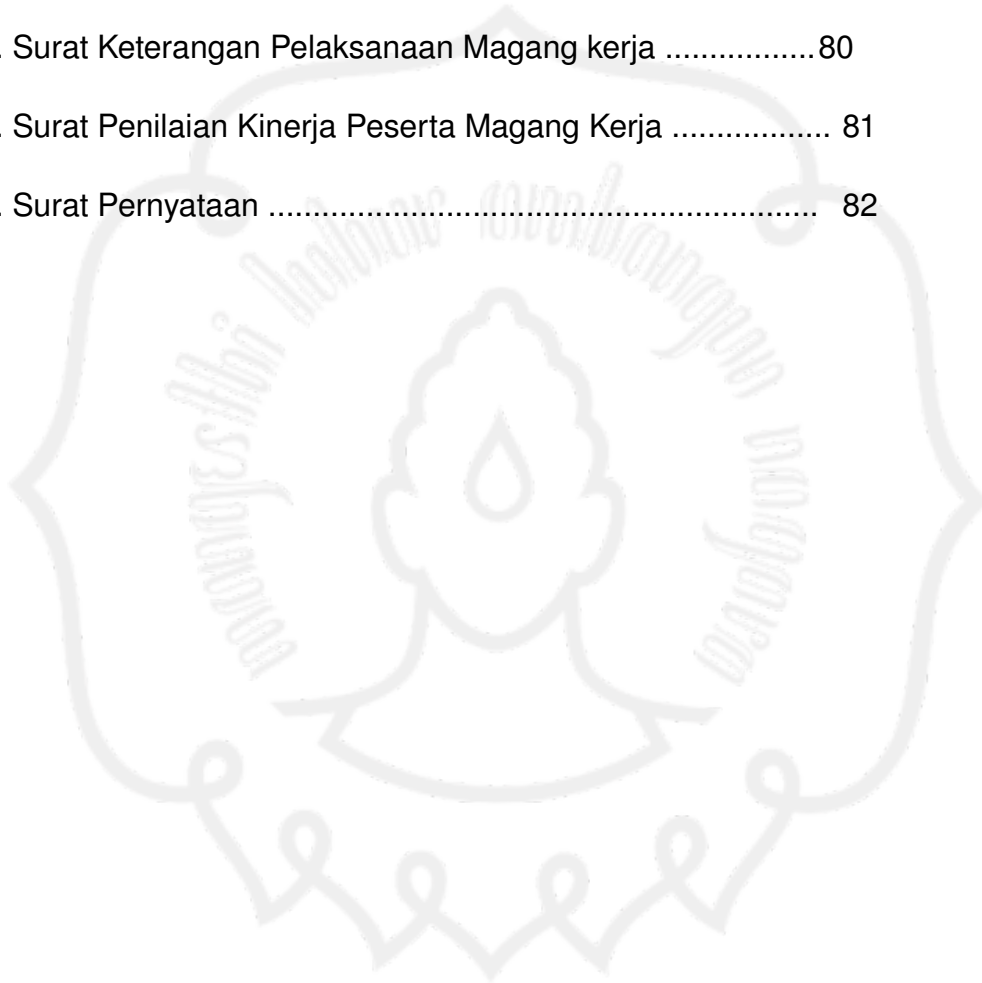 . Surat Keterangan Pelaksanaan Magang kerja .................80
. Surat Penilaian Kinerja Peserta Magang Kerja .................. 81
. Surat Pernyataan .............................................................. 82